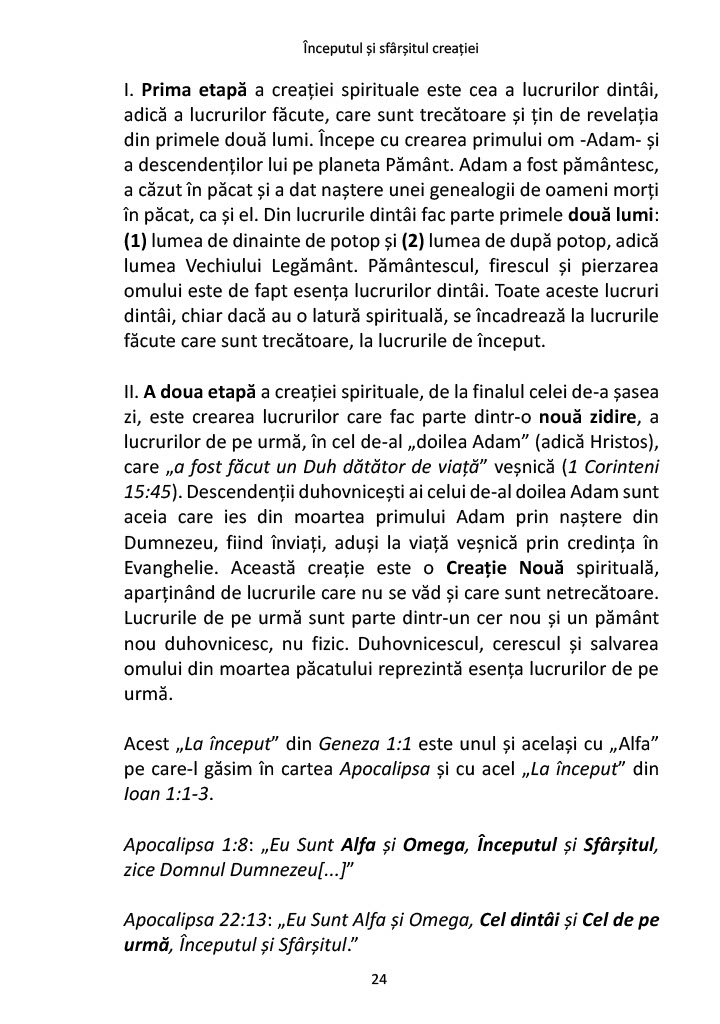 Începutul și sfârșitul creației
I. Prima etapă a creației spirituale este cea a lucrurilor dintâi,
adică a lucrurilor făcute, care sunt trecătoare și țin de revelația
din primele două lumi. Începe cu crearea primului om -Adam- și
a descendenților lui pe planeta Pământ. Adam a fost pământesc,
a căzut în păcat și a dat naștere unei genealogii de oameni morți
în păcat, ca și el. Din lucrurile dintâi fac parte primele două lumi:
(1) lumea de dinainte de potop și (2) lumea de după potop, adică
lumea Vechiului Legământ. Pământescul, firescul și pierzarea
omului este de fapt esența lucrurilor dintâi. Toate aceste lucruri
dintâi, chiar dacă au o latură spirituală, se încadrează la lucrurile
făcute care sunt trecătoare, la lucrurile de început.
II. A doua etapă a creației spirituale, de la finalul celei de-a șasea
zi, este crearea lucrurilor care fac parte dintr-o nouă zidire, a
lucrurilor de pe urmă, în cel de-al „doilea Adam” (adică Hristos),
care „a fost făcut un Duh dătător de viață” veșnică (1 Corinteni
15:45). Descendenții duhovnicești ai celui de-al doilea Adam sunt
aceia care ies din moartea primului Adam prin naștere din
Dumnezeu, fiind înviați, aduși la viață veșnică prin credința în
Evanghelie. Această creație este o Creație Nouă spirituală,
aparținând de lucrurile care nu se văd și care sunt netrecătoare.
Lucrurile de pe urmă sunt parte dintr-un cer nou și un pământ
nou duhovnicesc, nu fizic. Duhovnicescul, cerescul și salvarea
omului din moartea păcatului reprezintă esența lucrurilor de pe
urmă.
Acest „La început” din Geneza 1:1 este unul și același cu „Alfa”
pe care-l găsim în cartea Apocalipsa și cu acel „La început” din
Ioan 1:1-3.
Apocalipsa 1:8: „Eu Sunt Alfa și Omega, Începutul și Sfârșitul,
zice Domnul Dumnezeu[...]”
Apocalipsa 22:13: „Eu Sunt Alfa și Omega, Cel dintâi și Cel de pe
urmă, Începutul și Sfârșitul.”
24